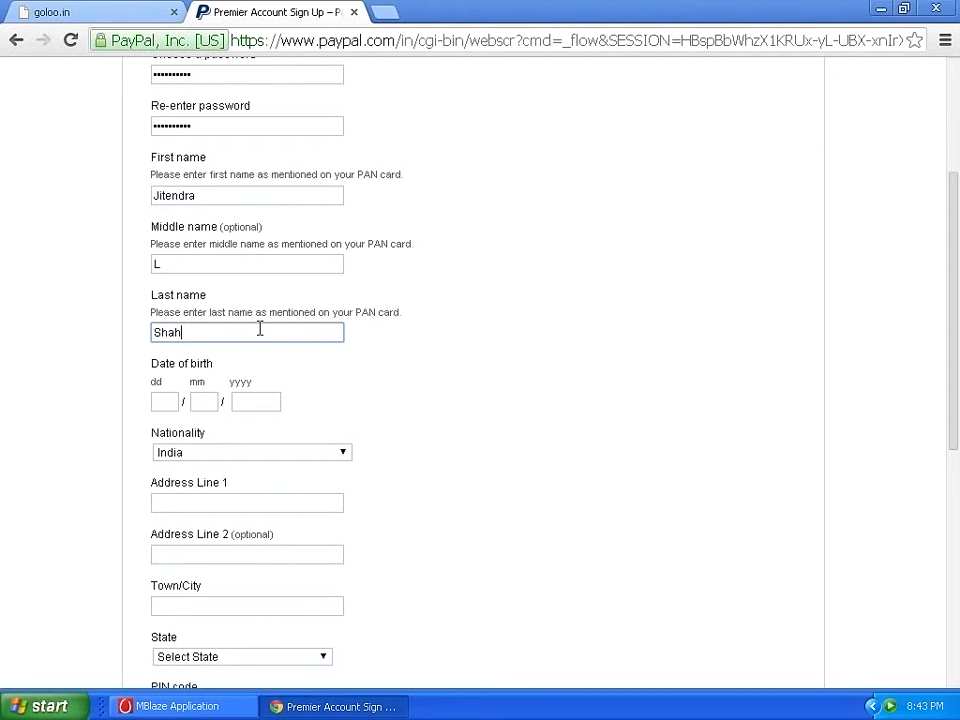 goloo.in
Premier Account Sign Up – P
PayPal, Inc. [US] https://www.paypal.com/in/cgi-bin/webscr?cmd=_flow&SESSION=HBspBbWhzX1KRUx-yL-UBX-xnIr
Choose a password
••••••••••
Re-enter password
••••••••••
First name
Please enter first name as mentioned on your PAN card.
Jitendra
Middle name (optional)
Please enter middle name as mentioned on your PAN card.
L
Last name
Please enter last name as mentioned on your PAN card.
Shah
Date of birth
dd mm yyyy
/ /
Nationality
India
Address Line 1
Address Line 2 (optional)
Town/City
State
Select State
PIN code
start MBlaze Application Premier Account Sign ... 8:43 PM